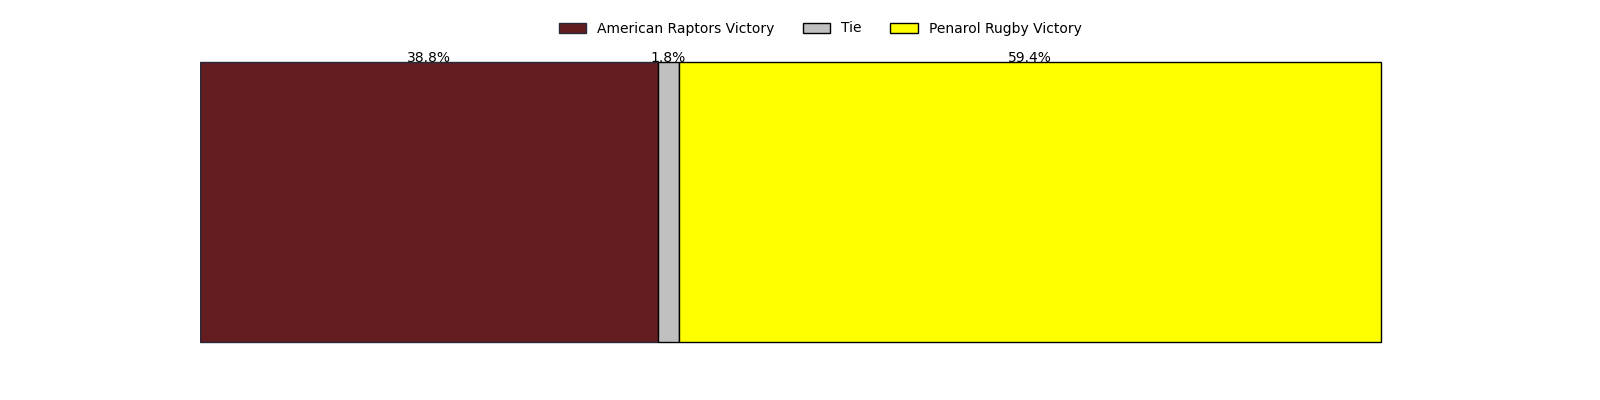 American Raptors Victory Tie Penarol Rugby Victory
38.8% 1.8% 59.4%